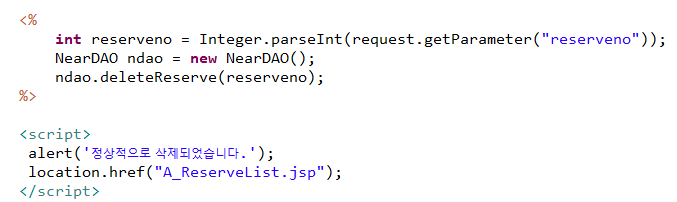 <%
    int reserveno = Integer.parseInt(request.getParameter("reserveno"));
    NearDAO ndao = new NearDAO();
    ndao.deleteReserve(reserveno);
%>
<script>
 alert('정상적으로 삭제되었습니다.');
 location.href("A_ReserveList.jsp");
</script>